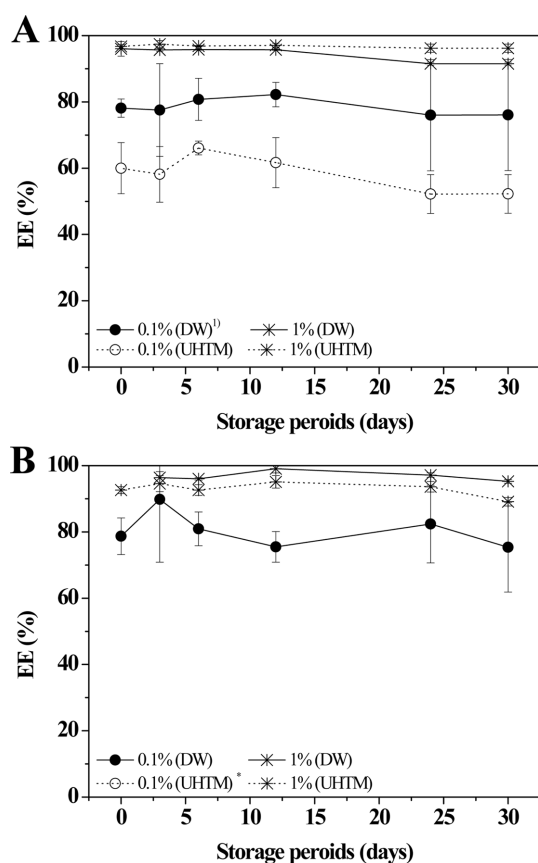 A
100
80
60
40
20
0
EE (%)
0.1% (DW)1) 1% (DW)
0.1% (UHTM) 1% (UHTM)
0 5 10 15 20 25 30
Storage peroids (days)
B
100
80
60
40
20
0
EE (%)
0.1% (DW) 1% (DW)
0.1% (UHTM) * 1% (UHTM)
0 5 10 15 20 25 30
Storage peroids (days)